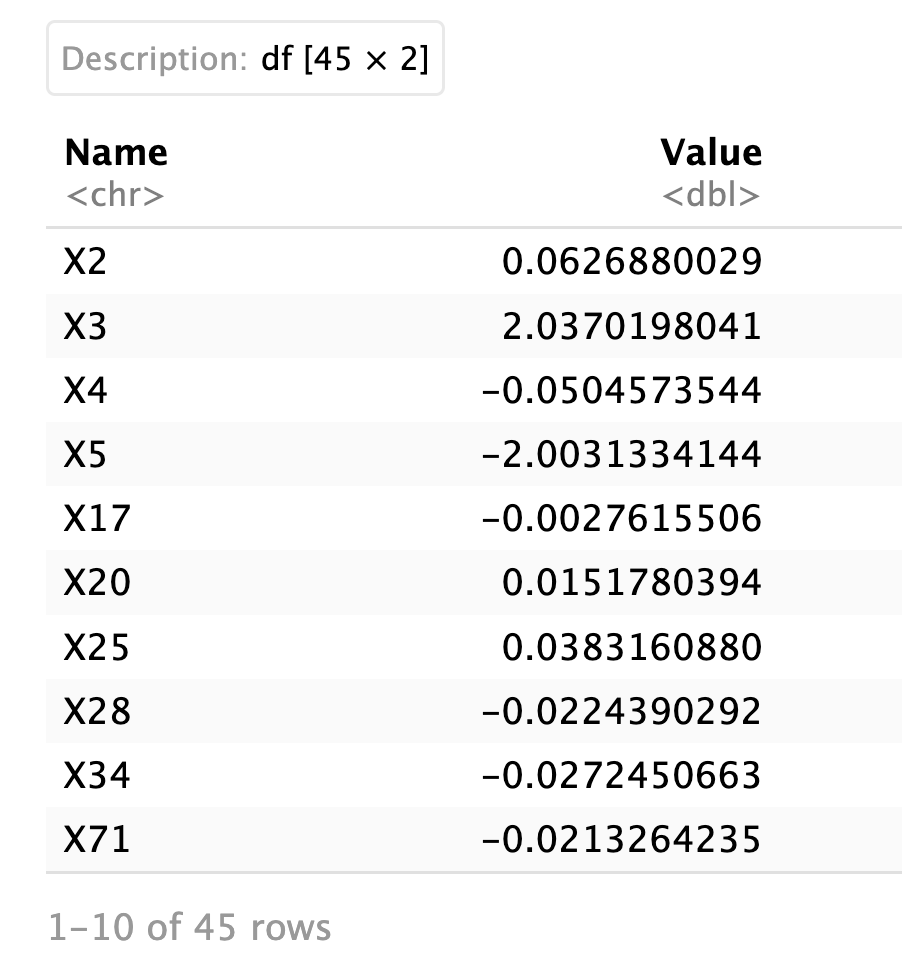 Description: df [45 × 2]
Name Value
<chr> <dbl>
X2 0.0626880029
X3 2.0370198041
X4 −0.0504573544
X5 −2.0031334144
X17 −0.0027615506
X20 0.0151780394
X25 0.0383160880
X28 −0.0224390292
X34 −0.0272450663
X71 −0.0213264235
1–10 of 45 rows